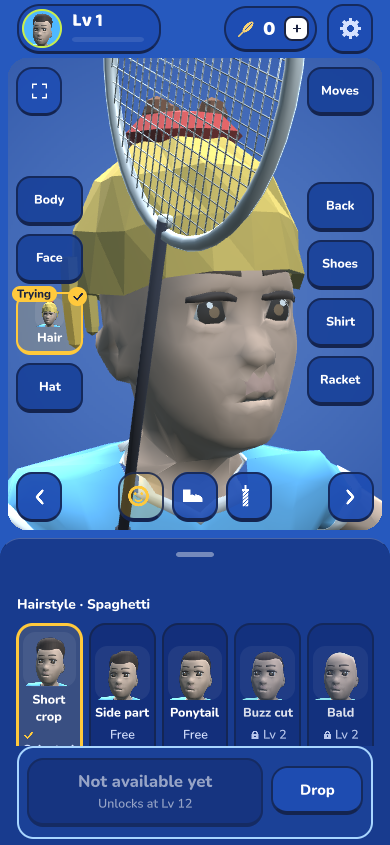 Lv 1
0
+
Moves
Body
Back
Face
Shoes
Trying
Hair
Shirt
Hat
Racket
Hairstyle · Spaghetti
Short
crop
Side part
Free
Ponytail
Free
Buzz cut
Lv 2
Bald
Lv 2
Not available yet
Unlocks at Lv 12
Drop